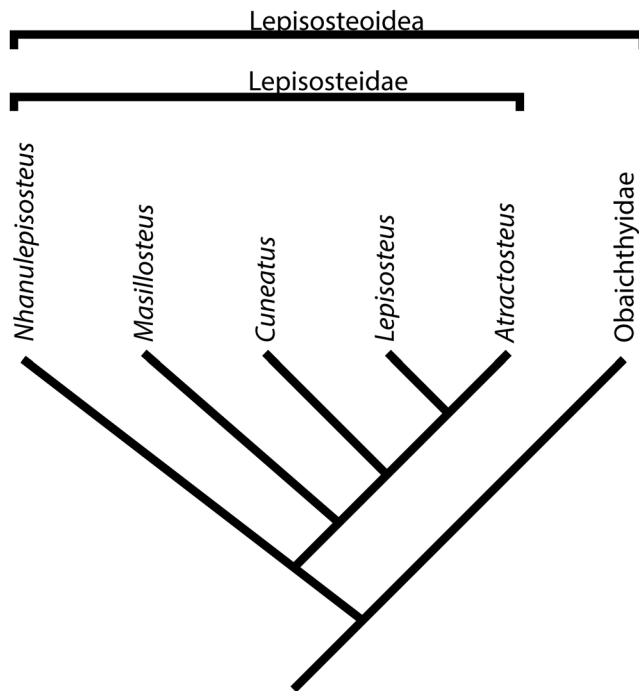 Lepisosteoidea
Lepisosteidae
Nhanulepisosteus
Masillosteus
Cuneatus
Lepisosteus
Atractosteus
Obaichthyidae